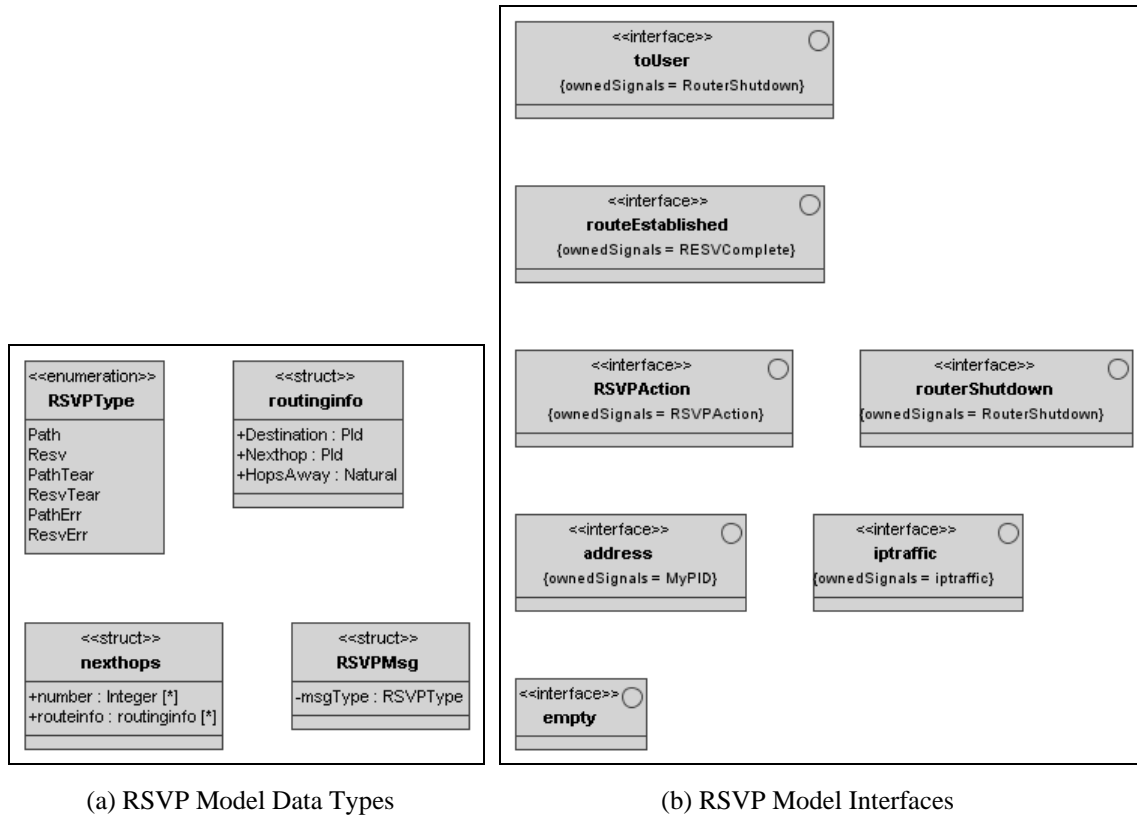 <<interface>>
toUser
{ownedSignals = RouterShutdown}
<<interface>>
routeEstablished
{ownedSignals = RESVComplete}
<<enumeration>>
RSVPType
Path
Resv
PathTear
ResvTear
PathErr
ResvErr
<<struct>>
routinginfo
+Destination : PId
+Nexthop : PId
+HopsAway : Natural
<<struct>>
nexthops
+number : Integer [*]
+routeinfo : routinginfo [*]
<<struct>>
RSVPMsg
-msgType : RSVPType
<<interface>>
RSVPAction
{ownedSignals = RSVPAction}
<<interface>>
routerShutdown
{ownedSignals = RouterShutdown}
<<interface>>
address
{ownedSignals = MyPID}
<<interface>>
iptraffic
{ownedSignals = iptraffic}
<<interface>>
empty
(a) RSVP Model Data Types
(b) RSVP Model Interfaces